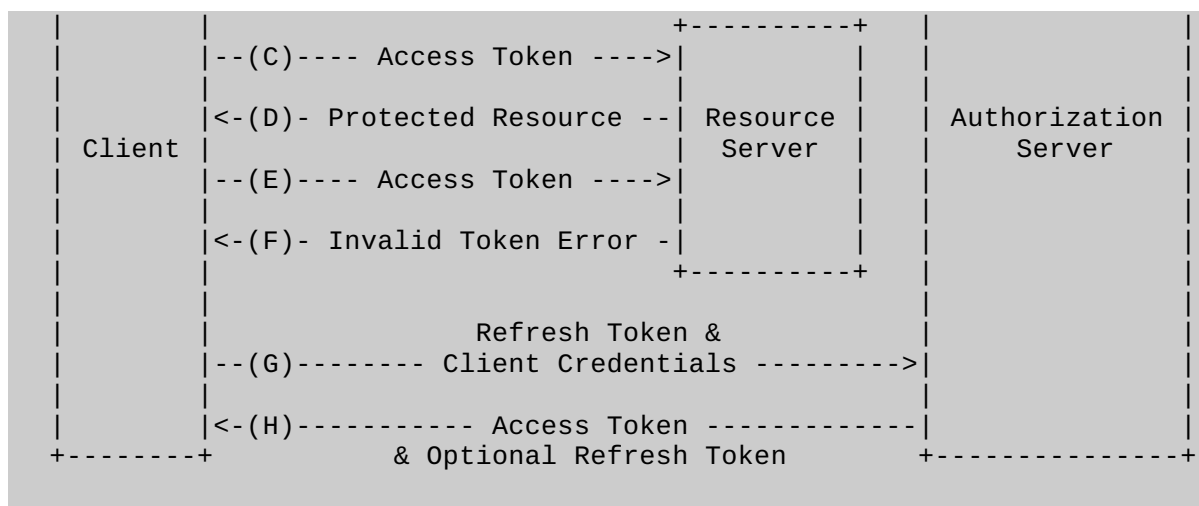 +----------+
--(C)---- Access Token ---->
<-(D)- Protected Resource --| Resource | | Authorization
Client | | Server | | Server
--(E)---- Access Token ---->
<-(F)- Invalid Token Error -
+----------+
Refresh Token &
--(G)-------- Client Credentials --------->
<-(H)----------- Access Token -------------
+--------+ & Optional Refresh Token +---------------+